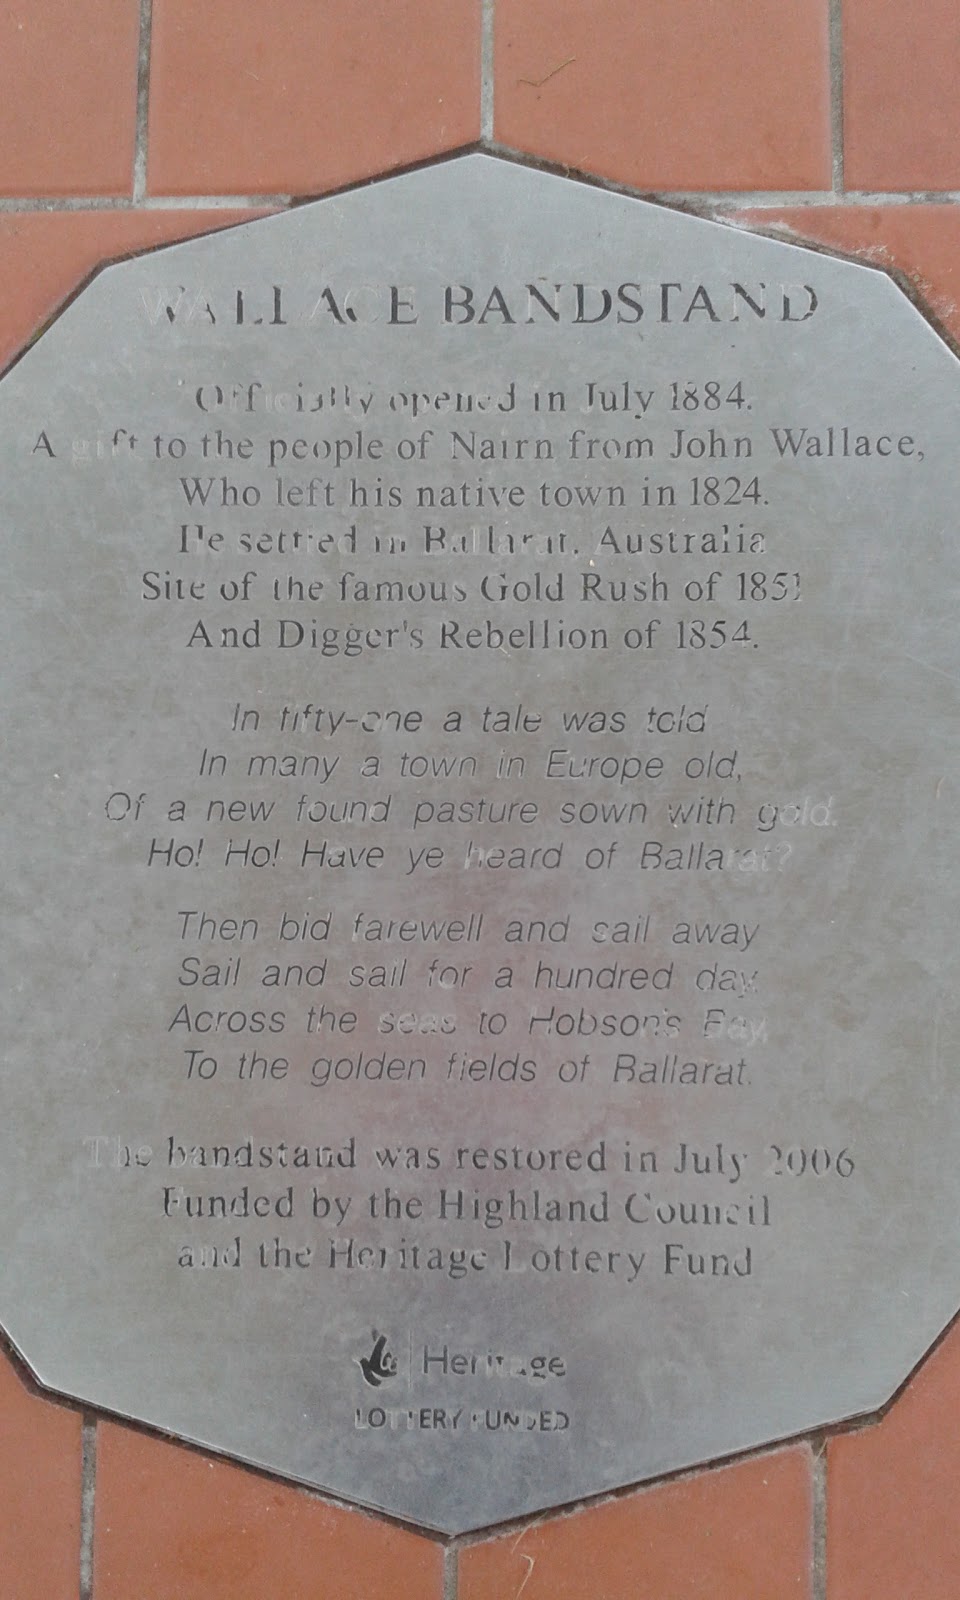 WALLACE BANDSTAND
Officially opened in July 1884.
A gift to the people of Nairn from John Wallace,
Who left his native town in 1824.
He settled in Ballarat, Australia
Site of the famous Gold Rush of 1851
And Digger's Rebellion of 1854.
In fifty-one a tale was told
In many a town in Europe old,
Of a new found pasture sown with gold.
Ho! Ho! Have ye heard of Ballarat?
Then bid farewell and sail away
Sail and sail for a hundred day.
Across the seas to Hobson's Bay,
To the golden fields of Ballarat.
The bandstand was restored in July 2006
Funded by the Highland Council
and the Heritage Lottery Fund
Heritage
LOTTERY FUNDED